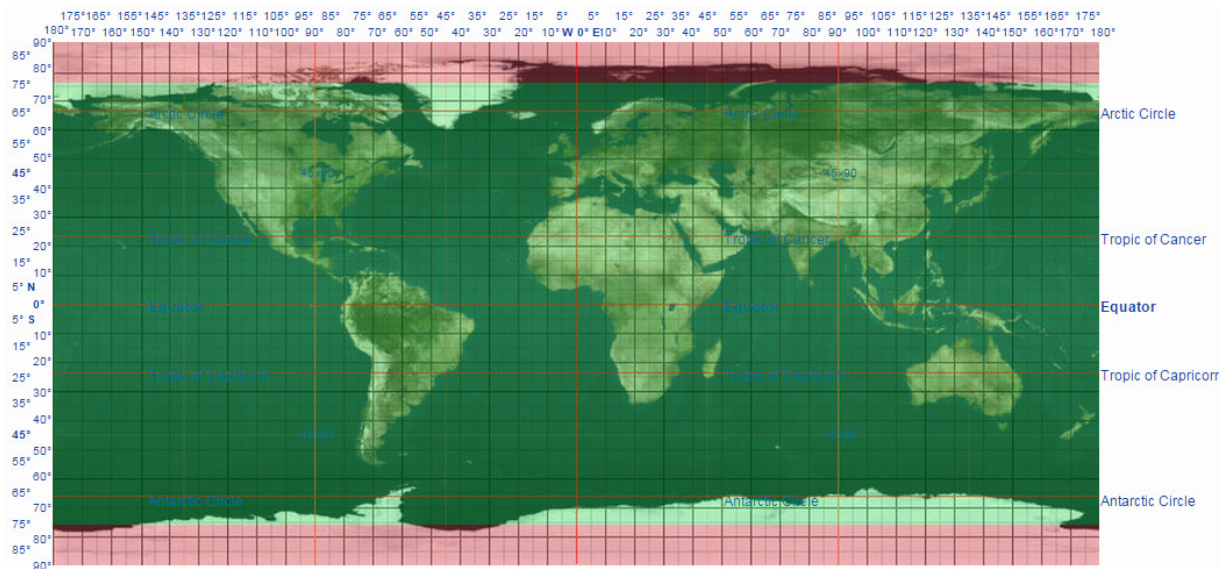 175° 165° 155° 145° 135° 125° 115° 105° 95° 85° 75° 65° 55° 45° 35° 25° 15° 5° 5° 15° 25° 35° 45° 55° 65° 75° 85° 95° 105° 115° 125° 135° 145° 155° 165° 175°
180° 170° 160° 150° 140° 130° 120° 110° 100° 90° 80° 70° 60° 50° 40° 30° 20° 10° W 0° E 10° 20° 30° 40° 50° 60° 70° 80° 90° 100° 110° 120° 130° 140° 150° 160° 170° 180°
90°
85°
80°
75°
70°
65° Arctic Circle Arctic Circle Arctic Circle
60°
55°
50°
45° 45x90 45x90
40°
35°
30°
25° Tropic of Cancer Tropic of Cancer Tropic of Cancer
20°
15°
10°
5° N
0° Equator Equator Equator
5° S
10°
15°
20°
25° Tropic of Capricorn Tropic of Capricorn Tropic of Capricorn
30°
35°
40°
45° 45x90 45x90
50°
55°
60°
65° Antarctic Circle Antarctic Circle Antarctic Circle
70°
75°
80°
85°
90°